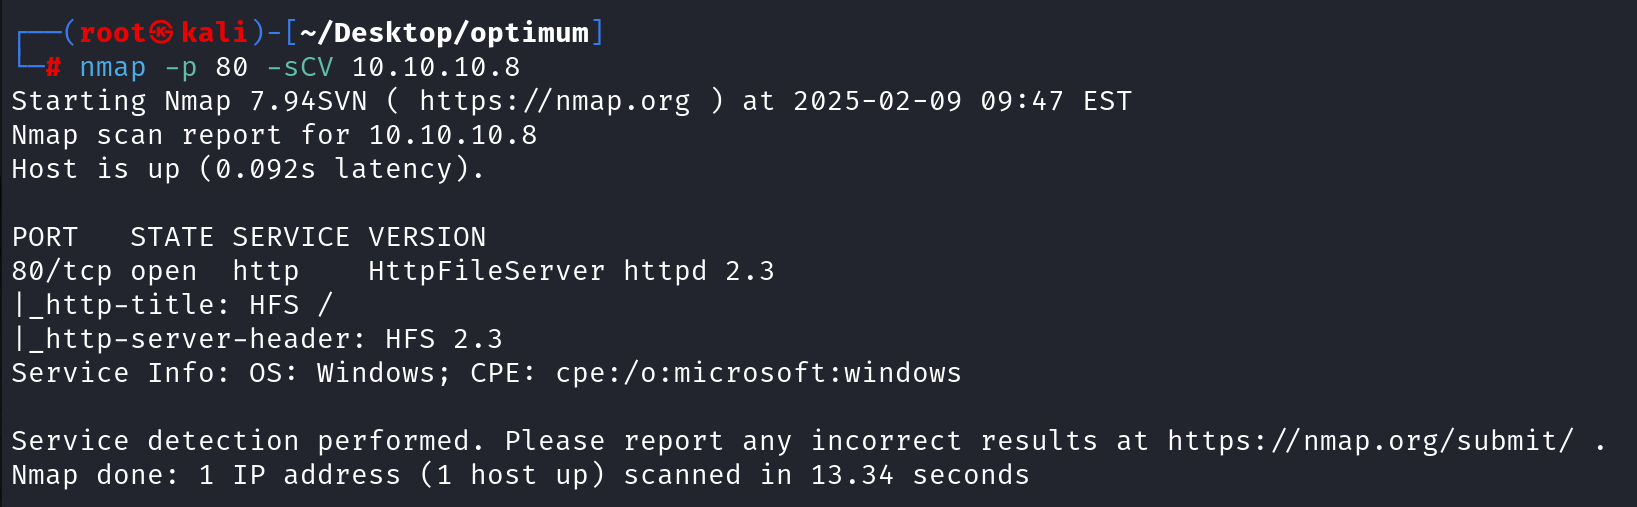 ┌──(root㉿kali)-[~/Desktop/optimum]
└─# nmap -p 80 -sCV 10.10.10.8
Starting Nmap 7.94SVN ( https://nmap.org ) at 2025-02-09 09:47 EST
Nmap scan report for 10.10.10.8
Host is up (0.092s latency).

PORT   STATE SERVICE VERSION
80/tcp open  http    HttpFileServer httpd 2.3
|_http-title: HFS /
|_http-server-header: HFS 2.3
Service Info: OS: Windows; CPE: cpe:/o:microsoft:windows

Service detection performed. Please report any incorrect results at https://nmap.org/submit/ .
Nmap done: 1 IP address (1 host up) scanned in 13.34 seconds